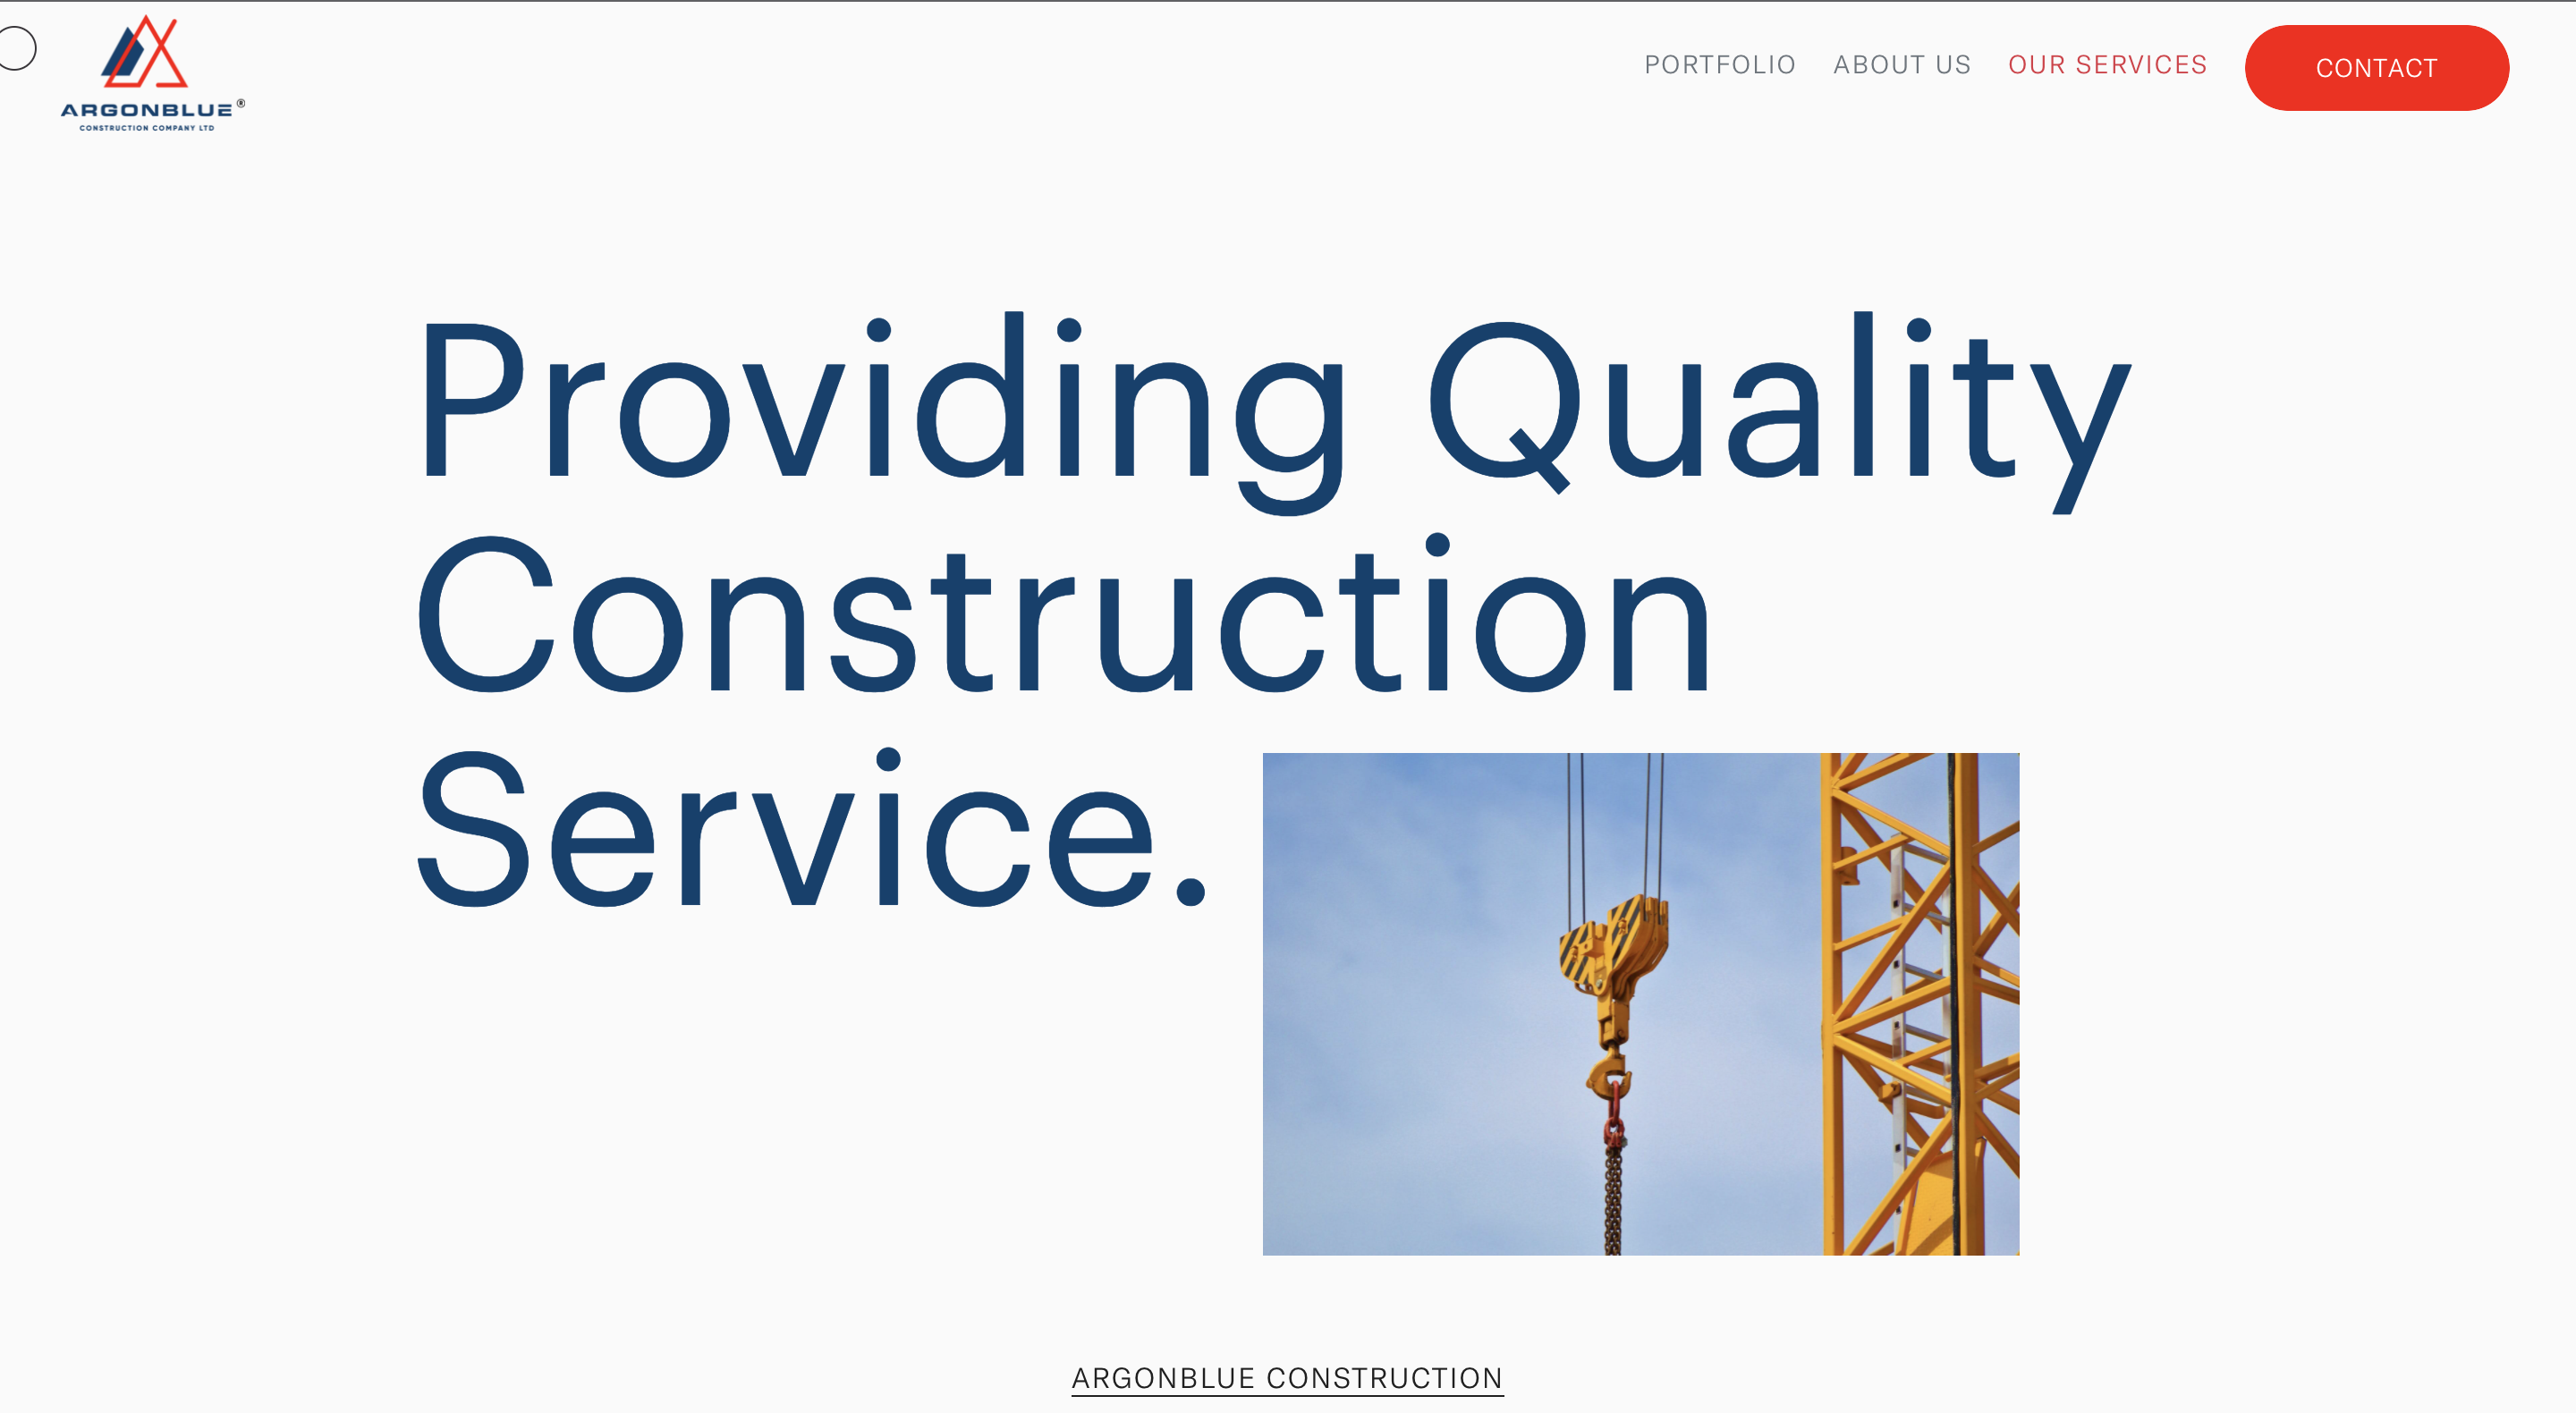 ARGONBLUE®
CONSTRUCTION COMPANY LTD
PORTFOLIO ABOUT US OUR SERVICES CONTACT
Providing Quality
Construction
Service.
ARGONBLUE CONSTRUCTION